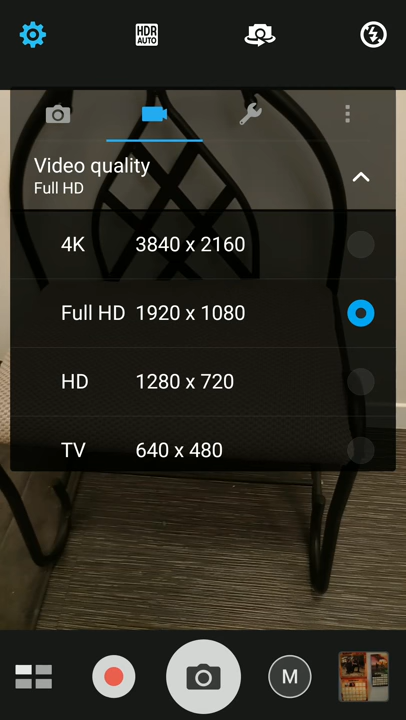 HDR
AUTO
Video quality
Full HD
4K 3840 x 2160
Full HD 1920 x 1080
HD 1280 x 720
TV 640 x 480
M